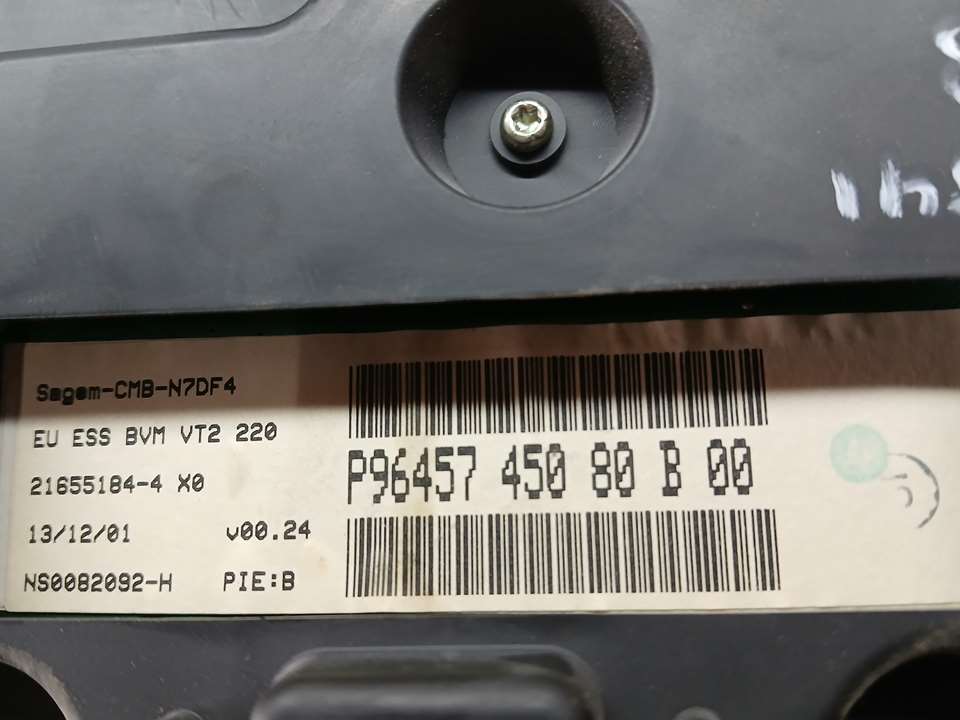 141
Sagem-CMB-N7DF4
EU ESS BVM VT2 220
21655184-4 X0
13/12/01 v00.24
NS0082092-H PIE:B
P96457 450 80 B 00